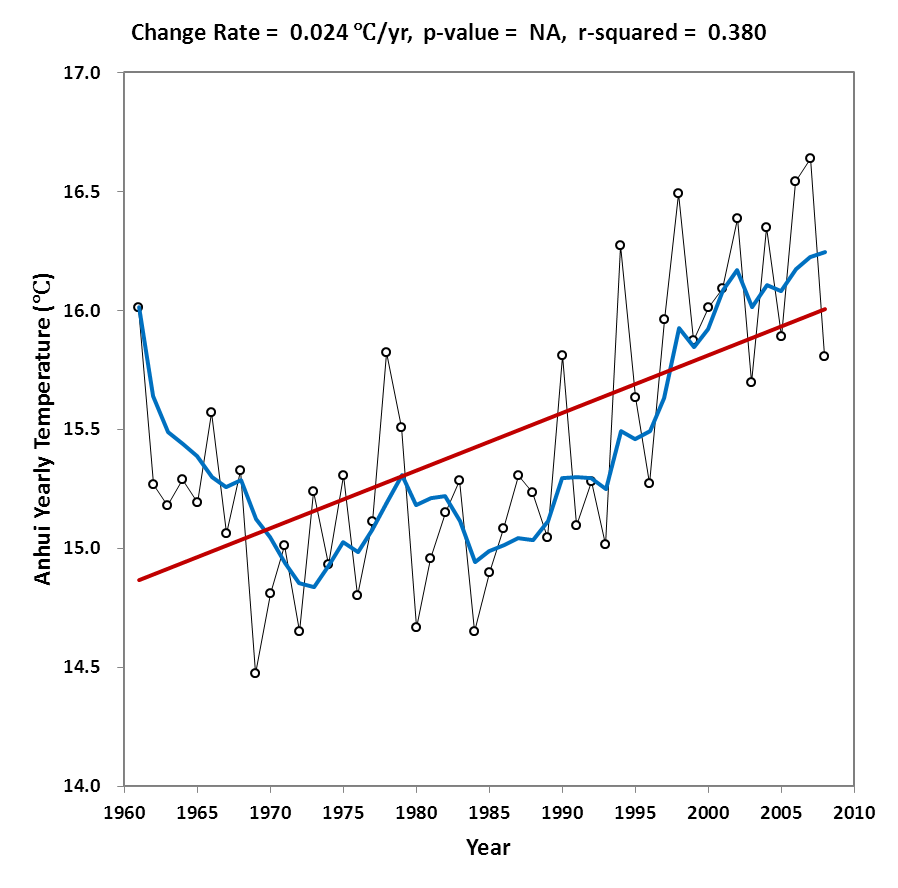 Change Rate = 0.024 ℃/yr, p-value = NA, r-squared = 0.380
17.0
16.5
16.0
15.5
15.0
14.5
14.0
Anhui Yearly Temperature (℃)
1960 1965 1970 1975 1980 1985 1990 1995 2000 2005 2010
Year